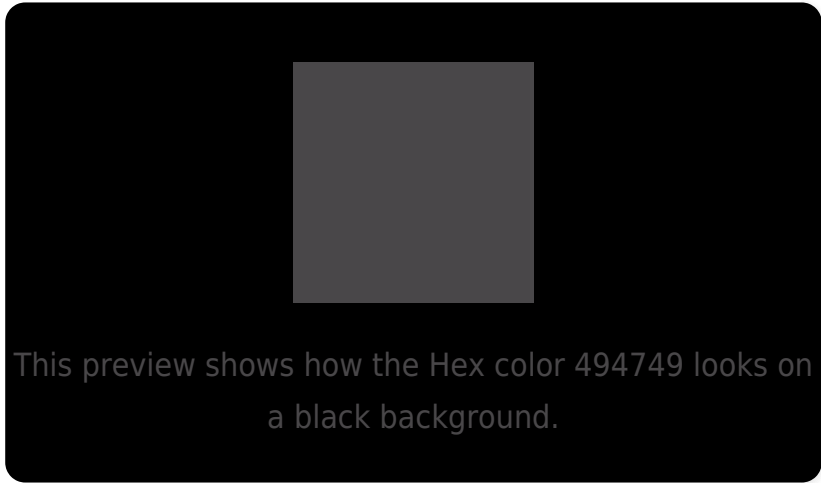 This preview shows how the Hex color 494749 looks on
a black background.